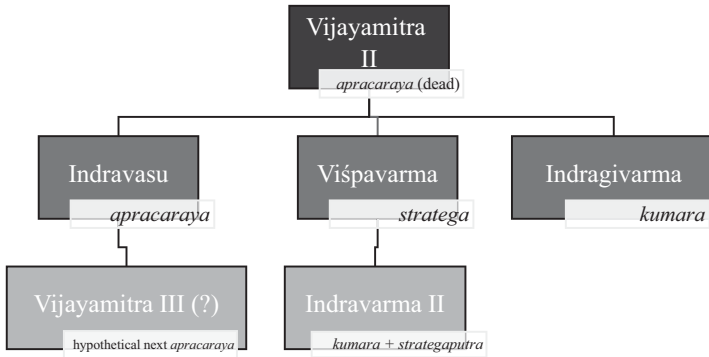 Vijayamitra
II
apracaraya (dead)
Indravasu
apracaraya
Viśpavarma
stratega
Indragivarma
kumara
Vijayamitra III (?)
hypothetical next apracaraya
Indravarma II
kumara + strategaputra